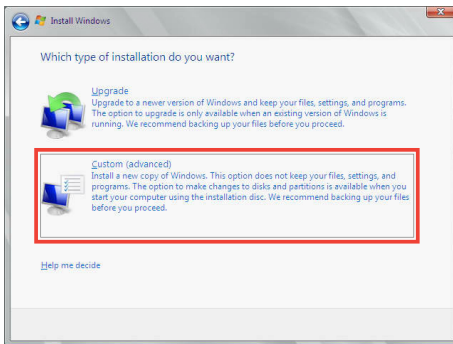 Install Windows
Which type of installation do you want?
Upgrade
Upgrade to a newer version of Windows and keep your files, settings, and programs.
The option to upgrade is only available when an existing version of Windows is
running. We recommend backing up your files before you proceed.
Custom (advanced)
Install a new copy of Windows. This option does not keep your files, settings, and
programs. The option to make changes to disks and partitions is available when you
start your computer using the installation disc. We recommend backing up your files
before you proceed.
Help me decide